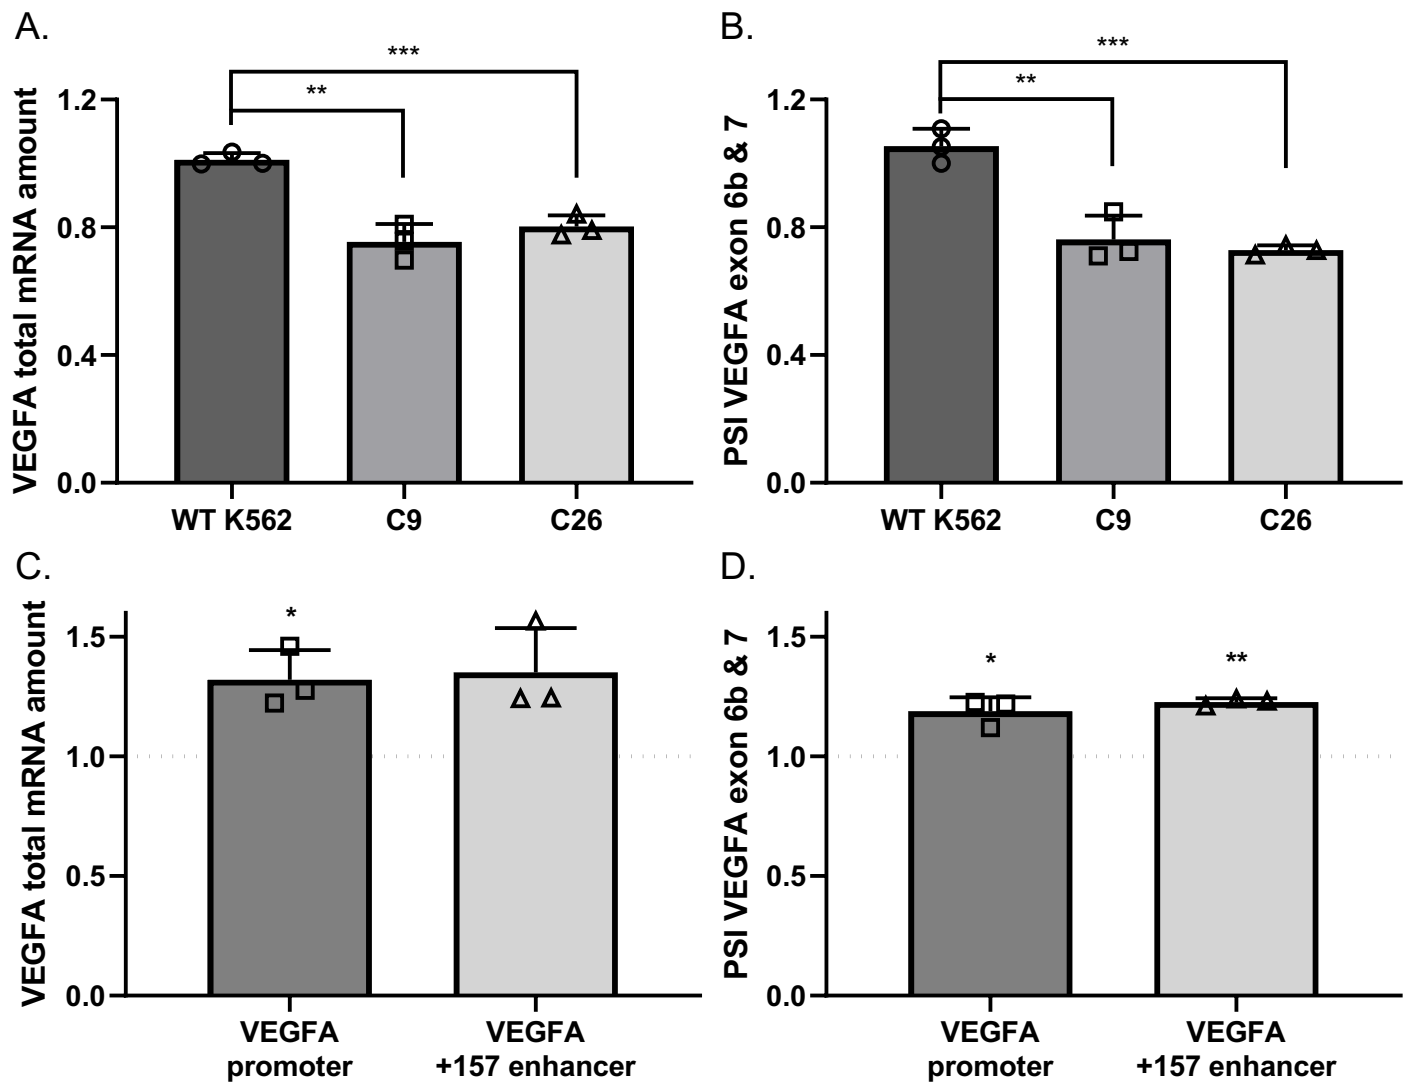 A.
VEGFA total mRNA amount
***
**
1.2
0.8
0.4
0.0
WT K562
C9
C26
B.
PSI VEGFA exon 6b & 7
***
**
1.2
0.8
0.4
0.0
WT K562
C9
C26
C.
VEGFA total mRNA amount
*
1.5
1.0
0.5
0.0
VEGFA
promoter
VEGFA
+157 enhancer
D.
PSI VEGFA exon 6b & 7
*
**
1.5
1.0
0.5
0.0
VEGFA
promoter
VEGFA
+157 enhancer